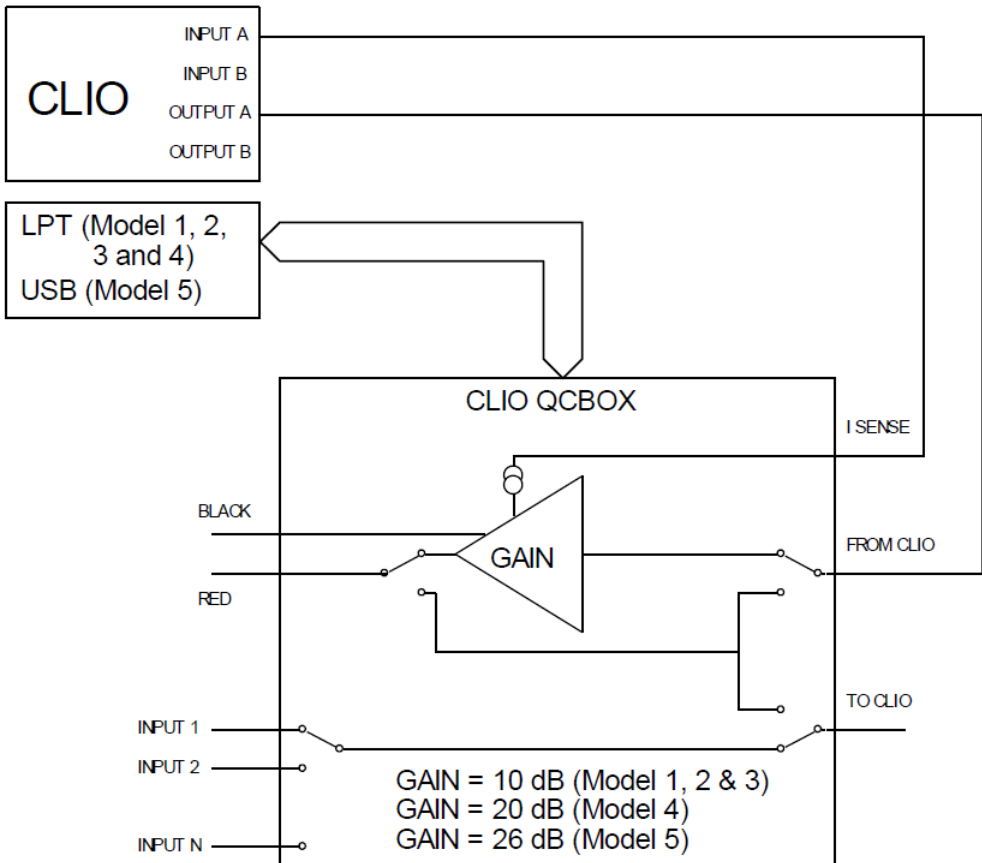 INPUT A
INPUT B
CLIO
OUTPUT A
OUTPUT B
LPT (Model 1, 2,
3 and 4)
USB (Model 5)
CLIO QCBOX
I SENSE
BLACK
GAIN
FROM CLIO
RED
TO CLIO
INPUT 1
INPUT 2
GAIN = 10 dB (Model 1, 2 & 3)
GAIN = 20 dB (Model 4)
GAIN = 26 dB (Model 5)
INPUT N